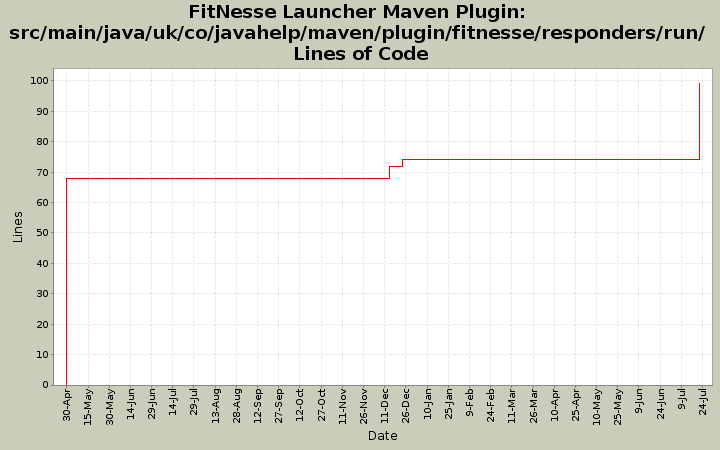 FitNesse Launcher Maven Plugin:
src/main/java/uk/co/javahelp/maven/plugin/fitnesse/responders/run/
Lines of Code
100
90
80
70
60
50
40
30
20
10
0
Lines
30-Apr
15-May
30-May
14-Jun
29-Jun
14-Jul
29-Jul
13-Aug
28-Aug
12-Sep
27-Sep
12-Oct
27-Oct
11-Nov
26-Nov
11-Dec
26-Dec
10-Jan
25-Jan
9-Feb
24-Feb
11-Mar
26-Mar
10-Apr
25-Apr
10-May
25-May
9-Jun
24-Jun
9-Jul
24-Jul
Date